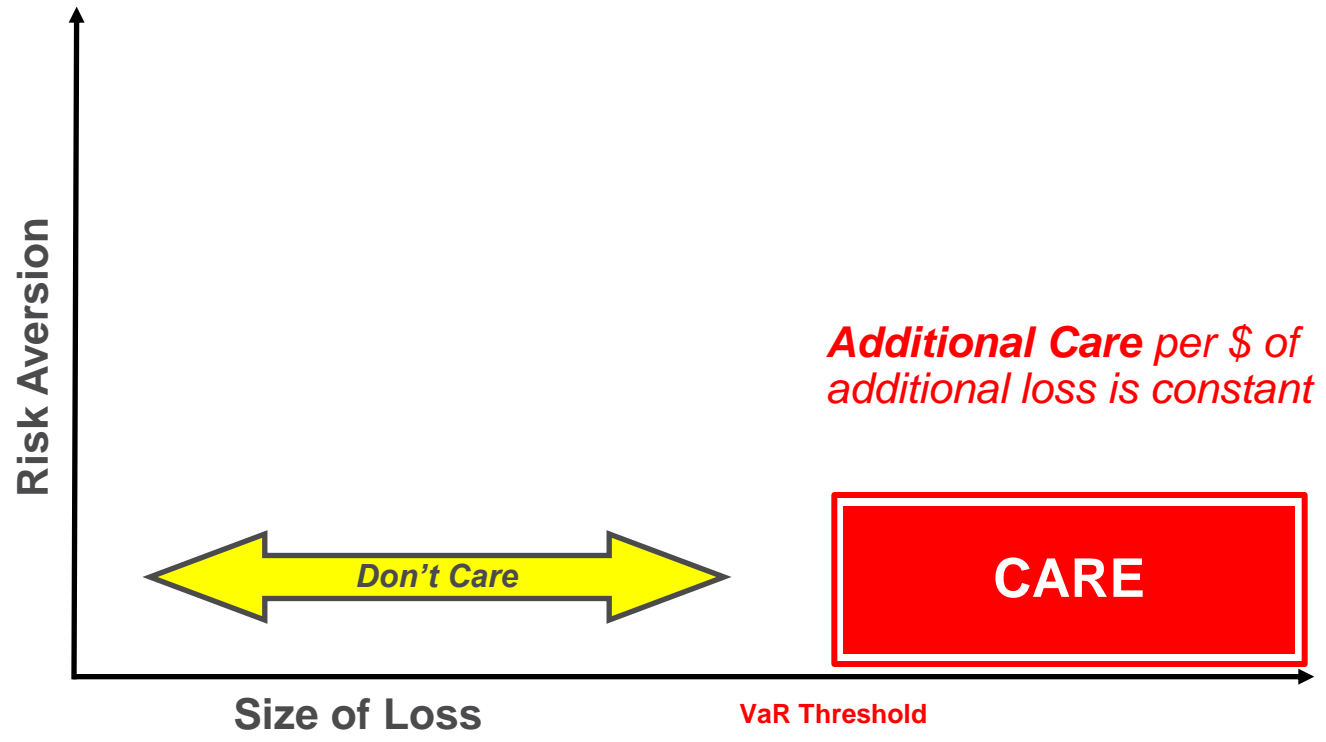 Risk Aversion
Additional Care per $ of
additional loss is constant
Don't Care
CARE
Size of Loss
VaR Threshold